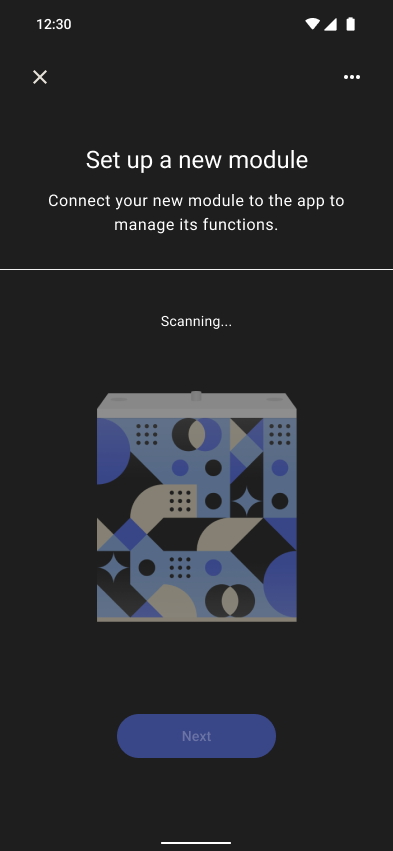 12:30
Set up a new module
Connect your new module to the app to
manage its functions.
Scanning...
Next